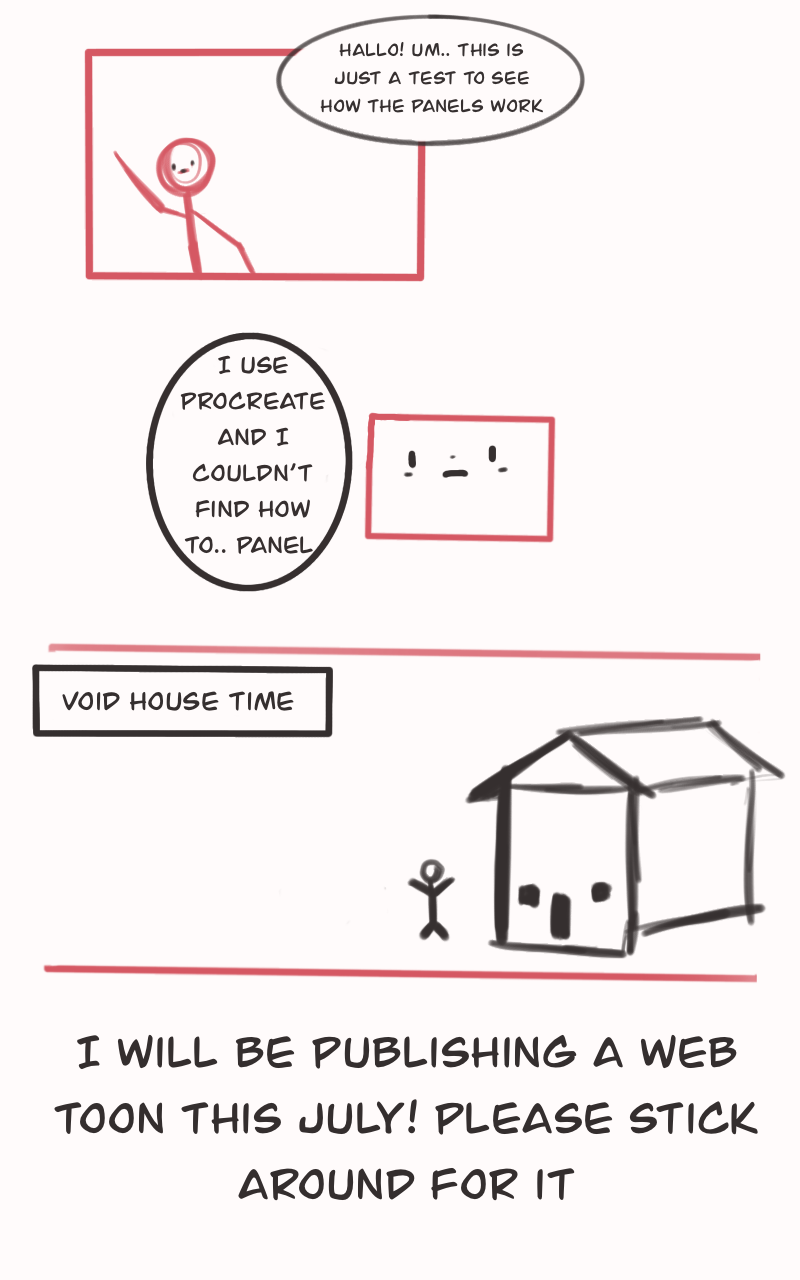 HALLO! UM.. THIS IS
JUST A TEST TO SEE
HOW THE PANELS WORK
I USE
PROCREATE
AND I
COULDN'T
FIND HOW
TO.. PANEL
VOID HOUSE TIME
I WILL BE PUBLISHING A WEB
TOON THIS JULY! PLEASE STICK
AROUND FOR IT